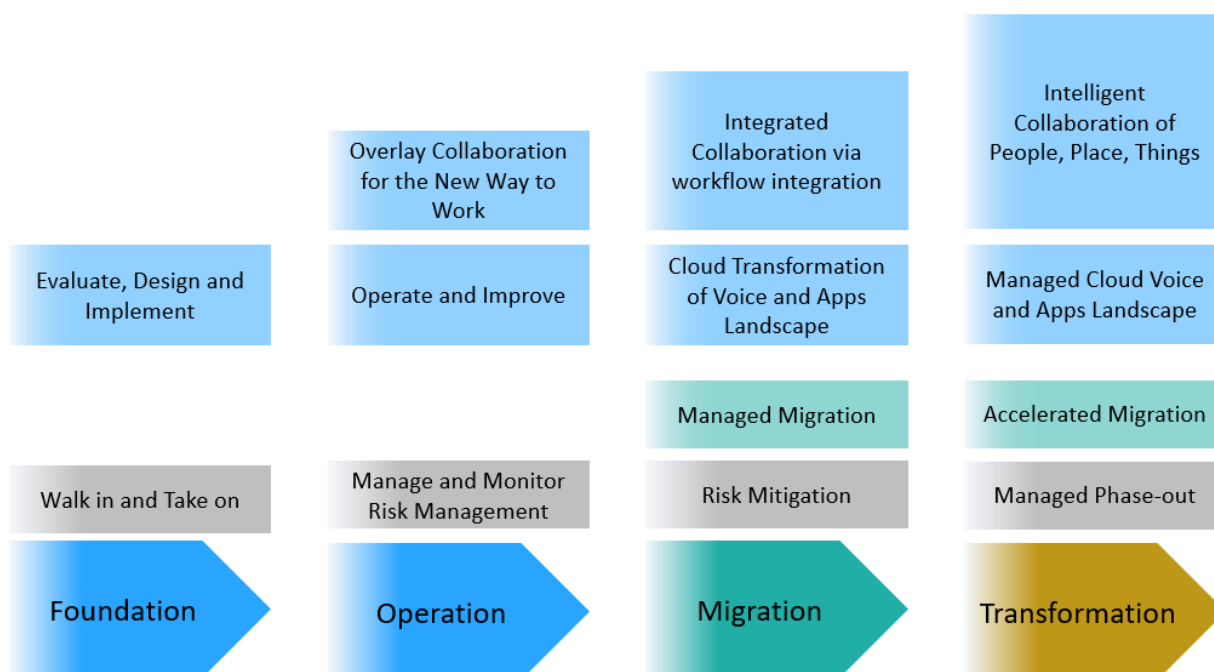 Intelligent
Collaboration of
People, Place, Things
Integrated
Collaboration via
workflow integration
Overlay Collaboration
for the New Way to
Work
Evaluate, Design and
Implement
Operate and Improve
Cloud Transformation
of Voice and Apps
Landscape
Managed Cloud Voice
and Apps Landscape
Managed Migration
Accelerated Migration
Walk in and Take on
Manage and Monitor
Risk Management
Risk Mitigation
Managed Phase-out
Foundation
Operation
Migration
Transformation